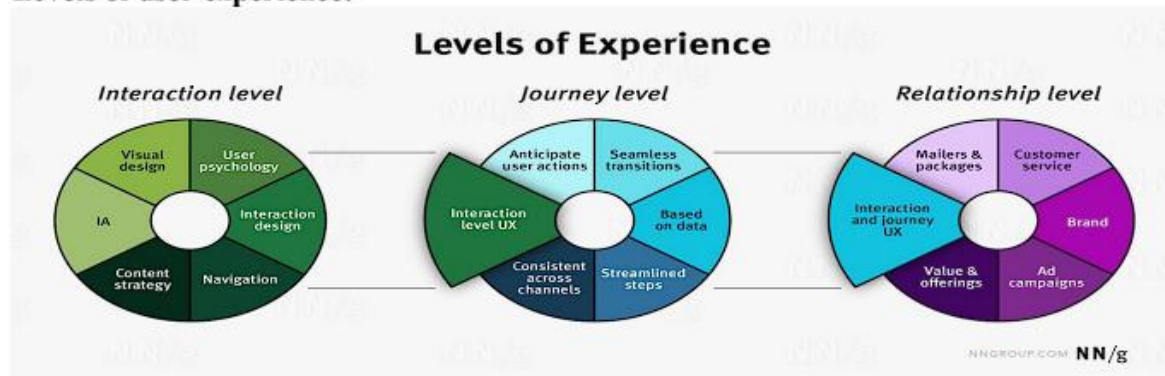 Levels of user experience.
Levels of Experience
Interaction level
Journey level
Relationship level
Visual
design
User
psychology
IA
Interaction
design
Content
strategy
Navigation
Anticipate
user actions
Seamless
transitions
Interaction
level UX
Based
on data
Consistent
across
channels
Streamlined
steps
Mailers &
packages
Customer
service
Interaction
and journey
UX
Brand
Value &
offerings
Ad
campaigns
NNGROUP.COM NN/g